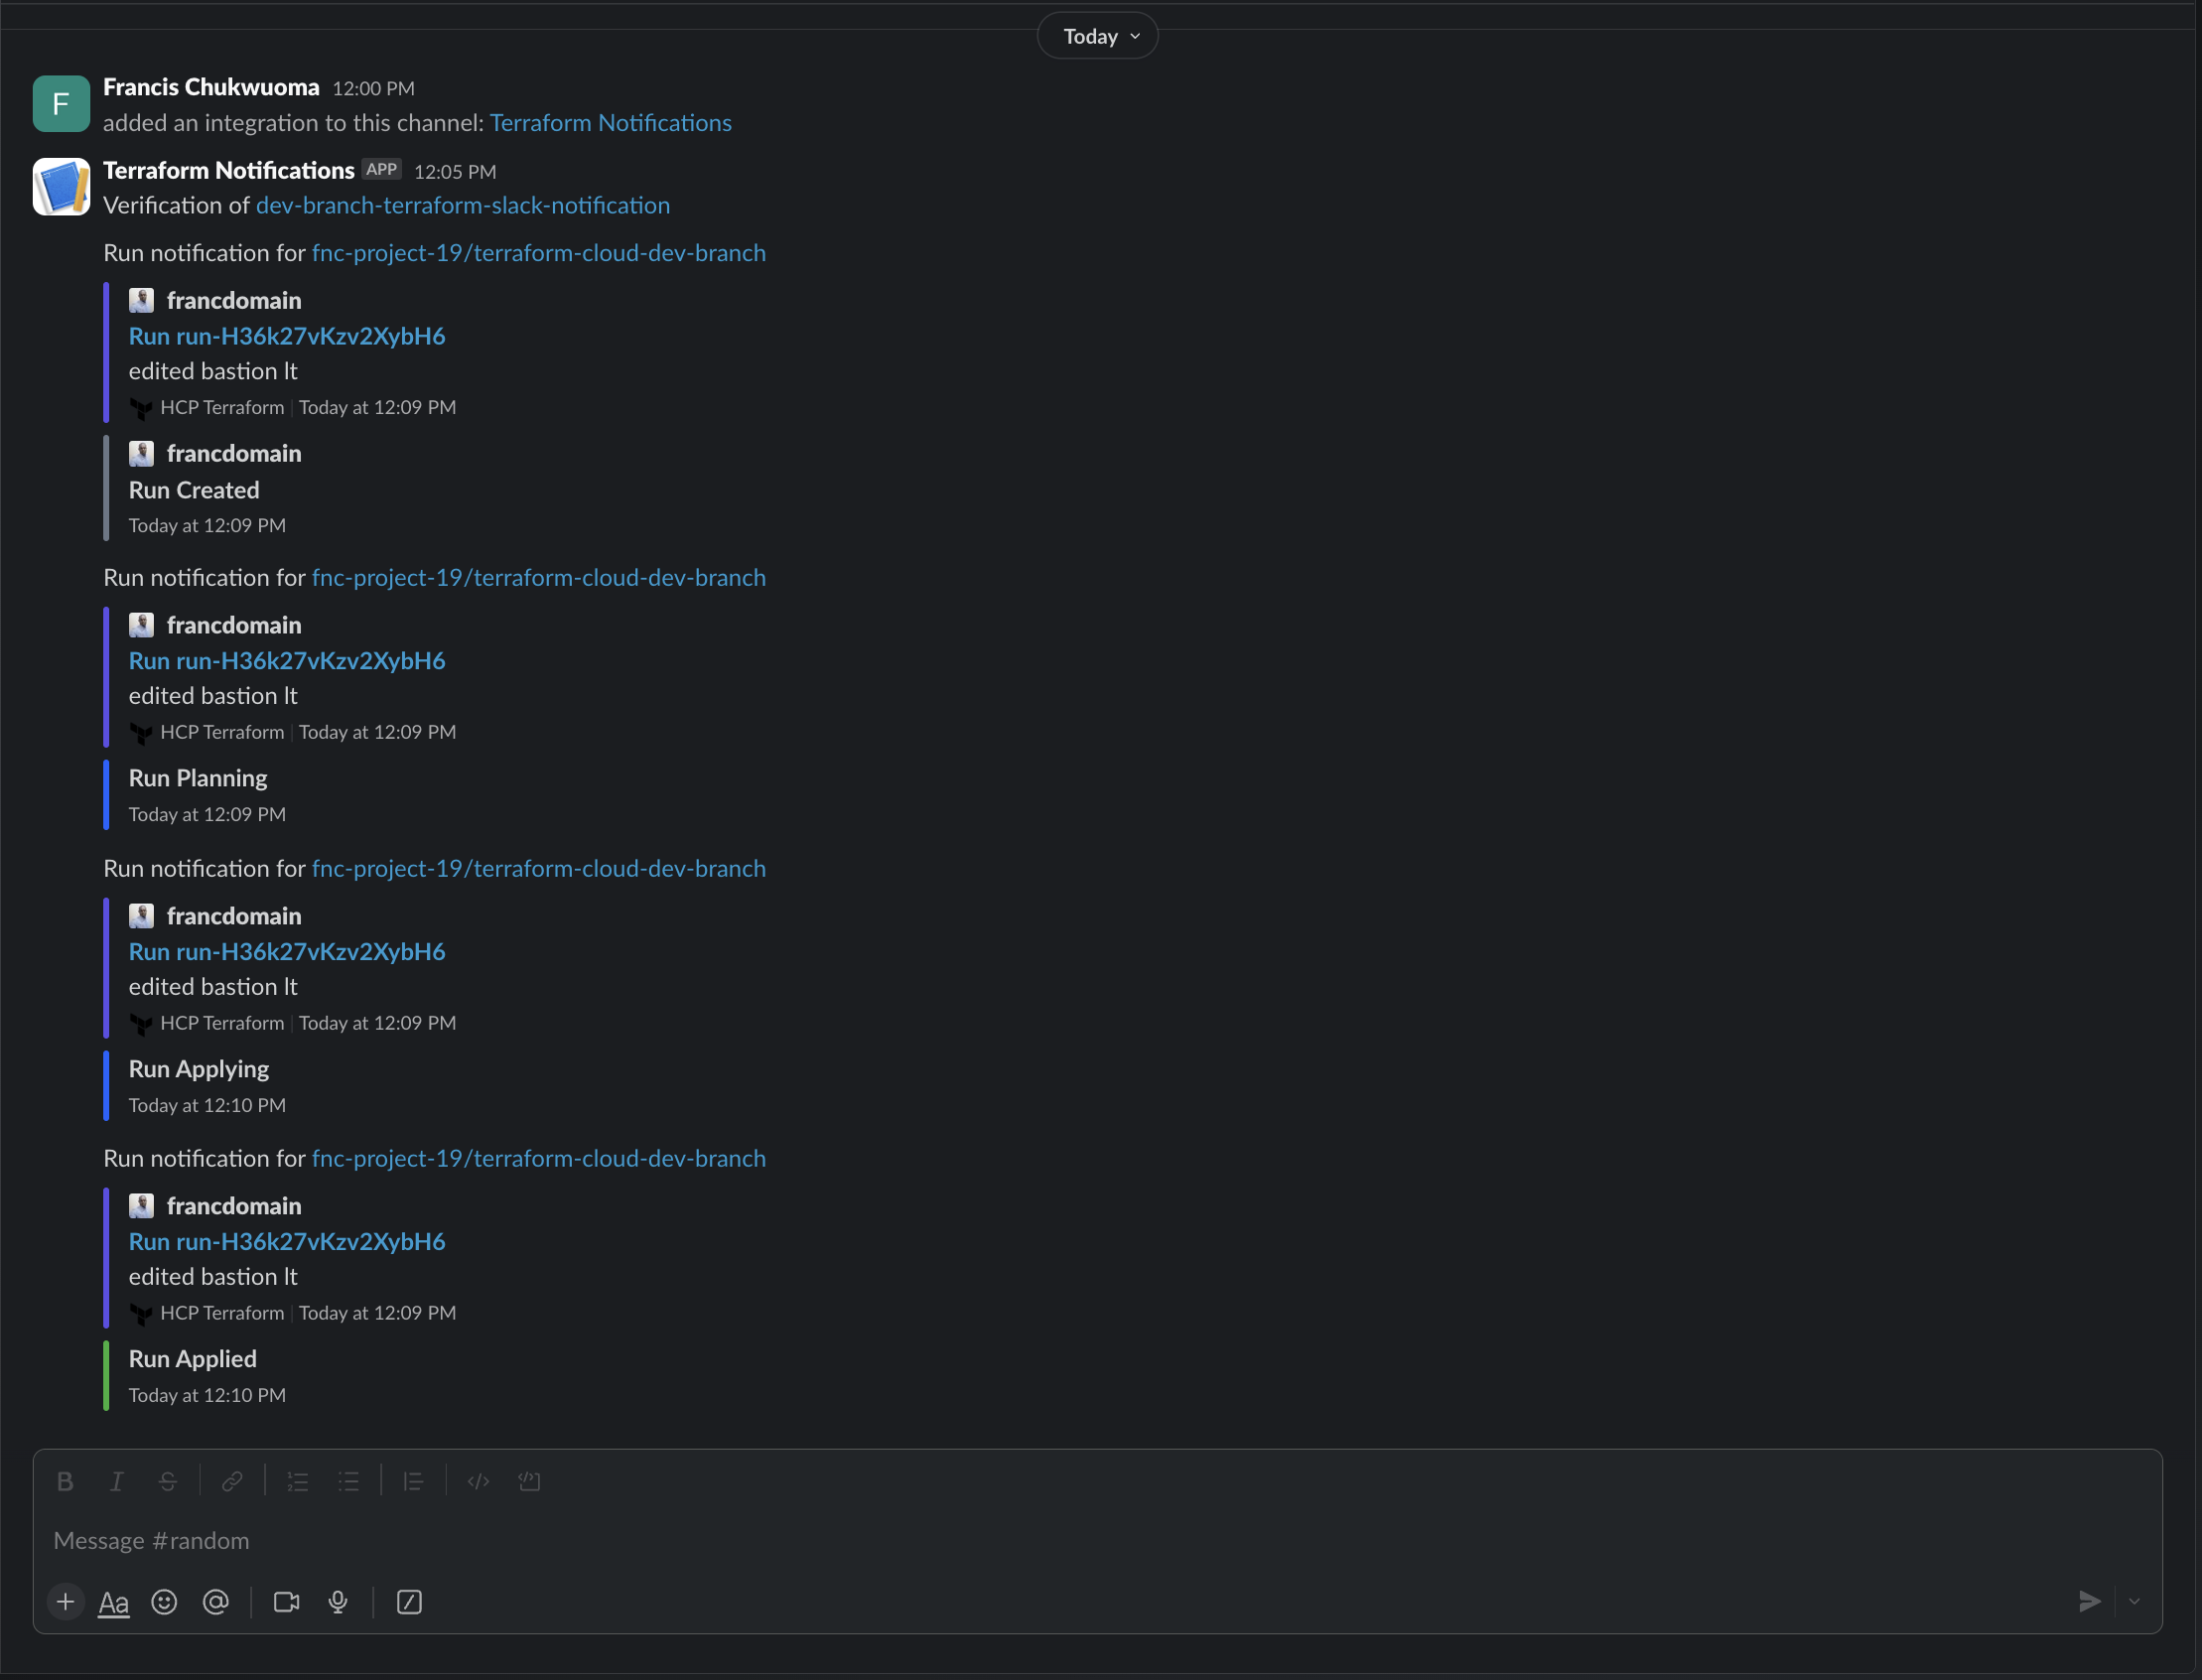 Today
F
Francis Chukwuoma 12:00 PM
added an integration to this channel: Terraform Notifications
Terraform Notifications APP 12:05 PM
Verification of dev-branch-terraform-slack-notification
Run notification for fnc-project-19/terraform-cloud-dev-branch
francdomain
Run run-H36k27vKzv2XybH6
edited bastion lt
HCP Terraform | Today at 12:09 PM
francdomain
Run Created
Today at 12:09 PM
Run notification for fnc-project-19/terraform-cloud-dev-branch
francdomain
Run run-H36k27vKzv2XybH6
edited bastion lt
HCP Terraform | Today at 12:09 PM
Run Planning
Today at 12:09 PM
Run notification for fnc-project-19/terraform-cloud-dev-branch
francdomain
Run run-H36k27vKzv2XybH6
edited bastion lt
HCP Terraform | Today at 12:09 PM
Run Applying
Today at 12:10 PM
Run notification for fnc-project-19/terraform-cloud-dev-branch
francdomain
Run run-H36k27vKzv2XybH6
edited bastion lt
HCP Terraform | Today at 12:09 PM
Run Applied
Today at 12:10 PM
B I S
Message #random
Aa